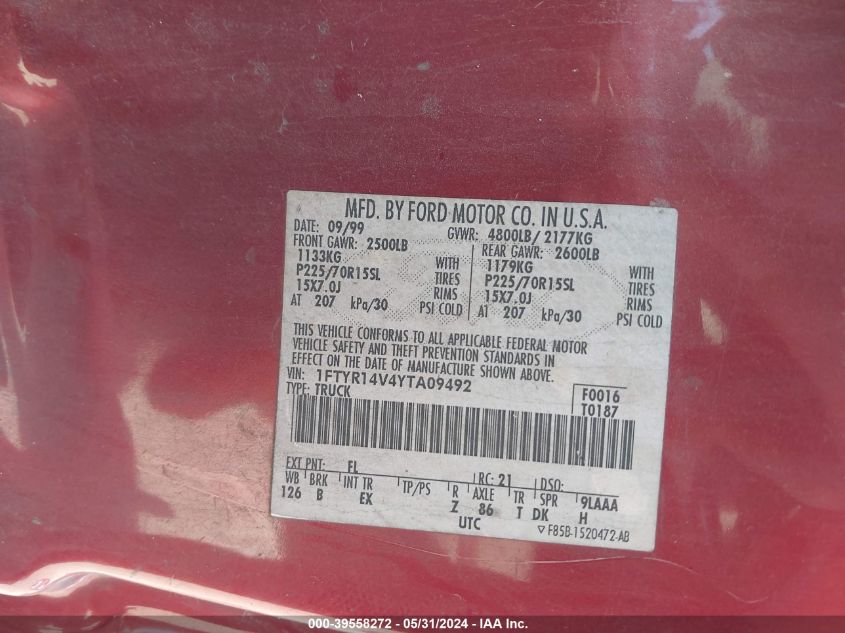 MFD. BY FORD MOTOR CO. IN U.S.A.
DATE: 09/99 GVWR: 4800LB/ 2177KG
FRONT GAWR: 2500LB REAR GAWR: 2600LB
1133KG WITH 1179KG WITH
P225/70R15SL TIRES P225/70R15SL TIRES
15X7.0J RIMS 15X7.0J RIMS
AT 207 kPa/30 PSI COLD AT 207 kPa/30 PSI COLD
THIS VEHICLE CONFORMS TO ALL APPLICABLE FEDERAL MOTOR
VEHICLE SAFETY AND THEFT PREVENTION STANDARDS IN
EFFECT ON THE DATE OF MANUFACTURE SHOWN ABOVE.
VIN: 1FTYR14V4YTA09492 F0016
TYPE: TRUCK T0187
EXT PNT: FL RC: 21 DSO:
WB BRK INT TR TP/PS R AXLE TR SPR 9LAAA
126 B EX Z 86 T DK H
UTC ▽F85B-1520472-AB
000-39558272 - 05/31/2024 - IAA Inc.